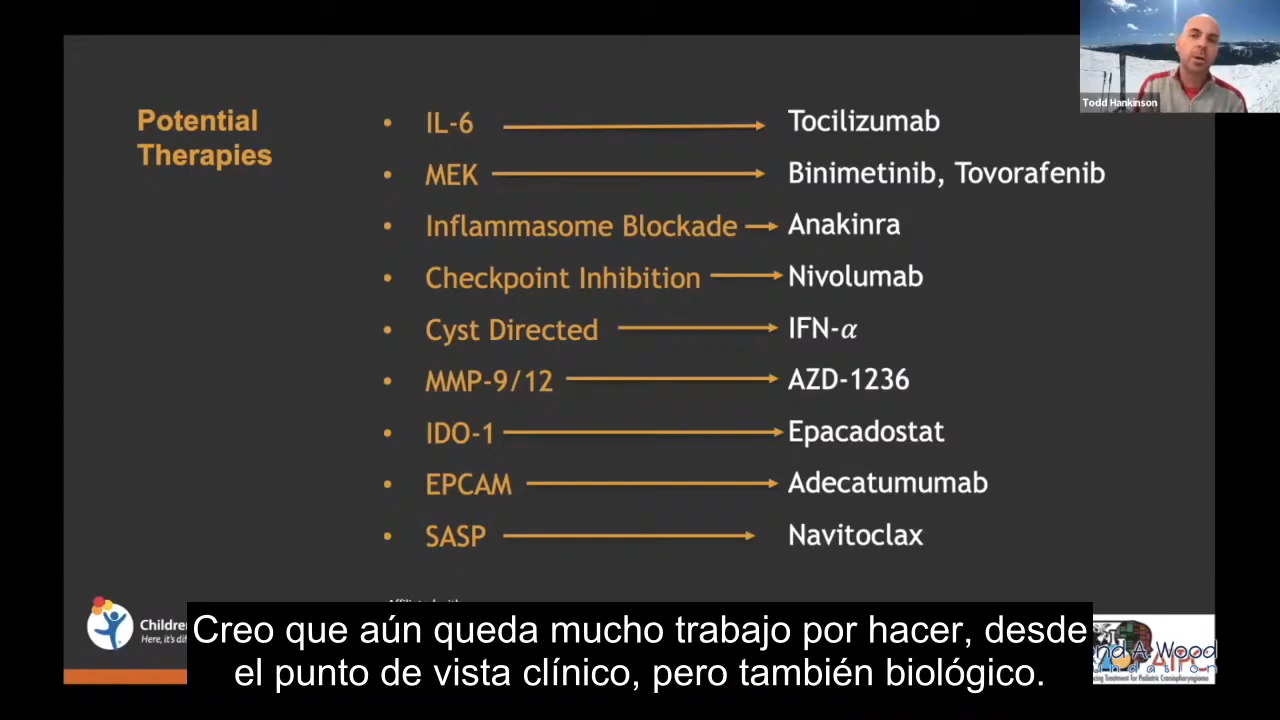 Todd Hankinson
Potential
Therapies
• IL-6 Tocilizumab
• MEK Binimetinib, Tovorafenib
• Inflammasome Blockade Anakinra
• Checkpoint Inhibition Nivolumab
• Cyst Directed IFN-α
• MMP-9/12 AZD-1236
• IDO-1 Epacadostat
• EPCAM Adecatumumab
• SASP Navitoclax
Creo que aún queda mucho trabajo por hacer, desde
el punto de vista clínico, pero también biológico.
A Wood